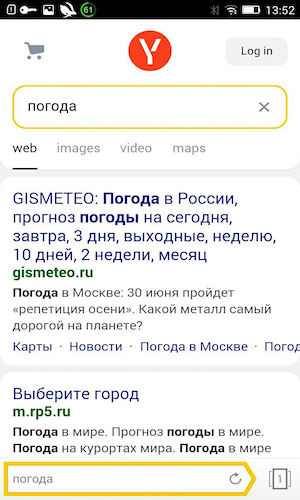 61 13:52
Y Log in
погода
web images video maps
GISMETEO: Погода в России,
прогноз погоды на сегодня,
завтра, 3 дня, выходные, неделю,
10 дней, 2 недели, месяц
gismeteo.ru
Погода в Москве: 30 июня пройдет
«репетиция осени». Какой металл самый
дорогой на планете?
Карты · Новости · Погода в Москве · Погод
Выберите город
m.rp5.ru
Погода в мире. Прогноз погоды в мире.
Погода на курортах мира. Погода в мире
погода 1